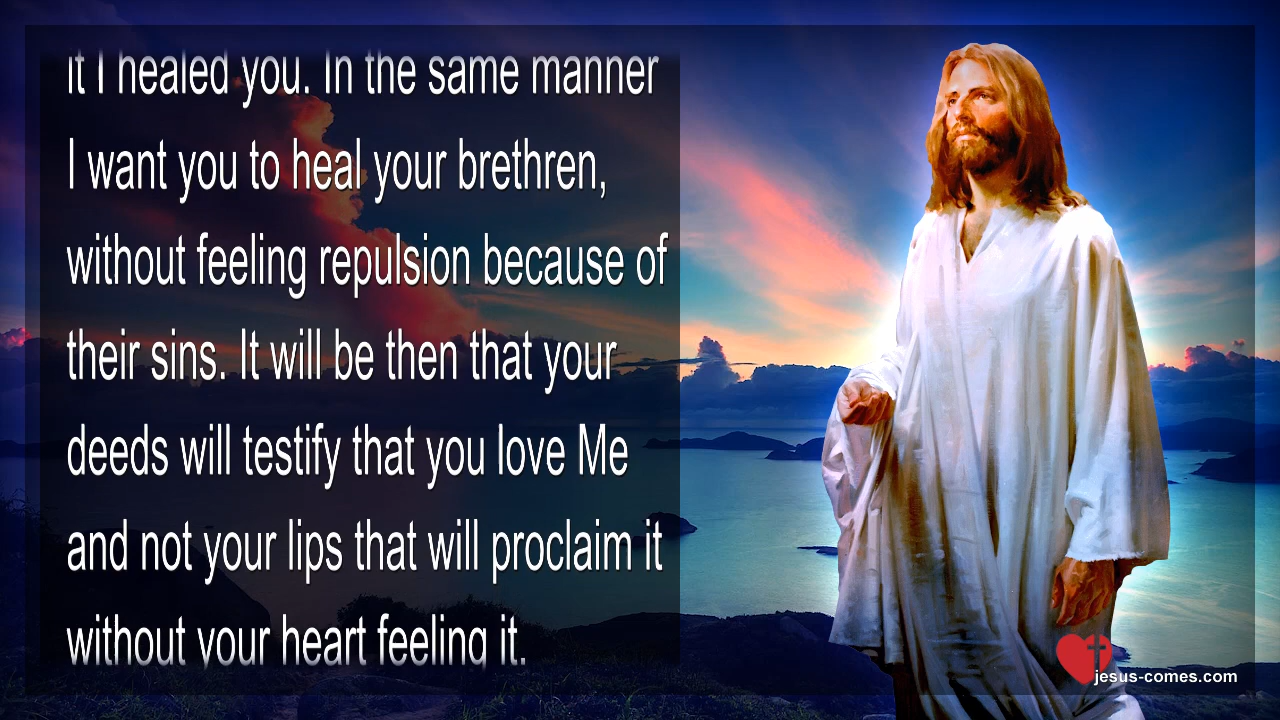 it I healed you. In the same manner
I want you to heal your brethren,
without feeling repulsion because of
their sins. It will be then that your
deeds will testify that you love Me
and not your lips that will proclaim it
without your heart feeling it.
jesus-comes.com